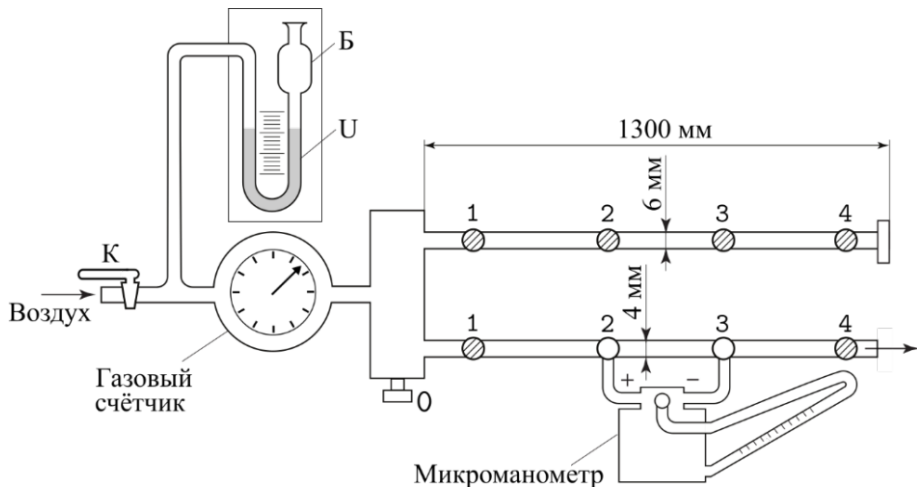 Б
U
1300 мм
1
2
6 мм
3
4
К
Воздух
1
2
4 мм
3
4
Газовый
счётчик
0
+
−
Микроманометр